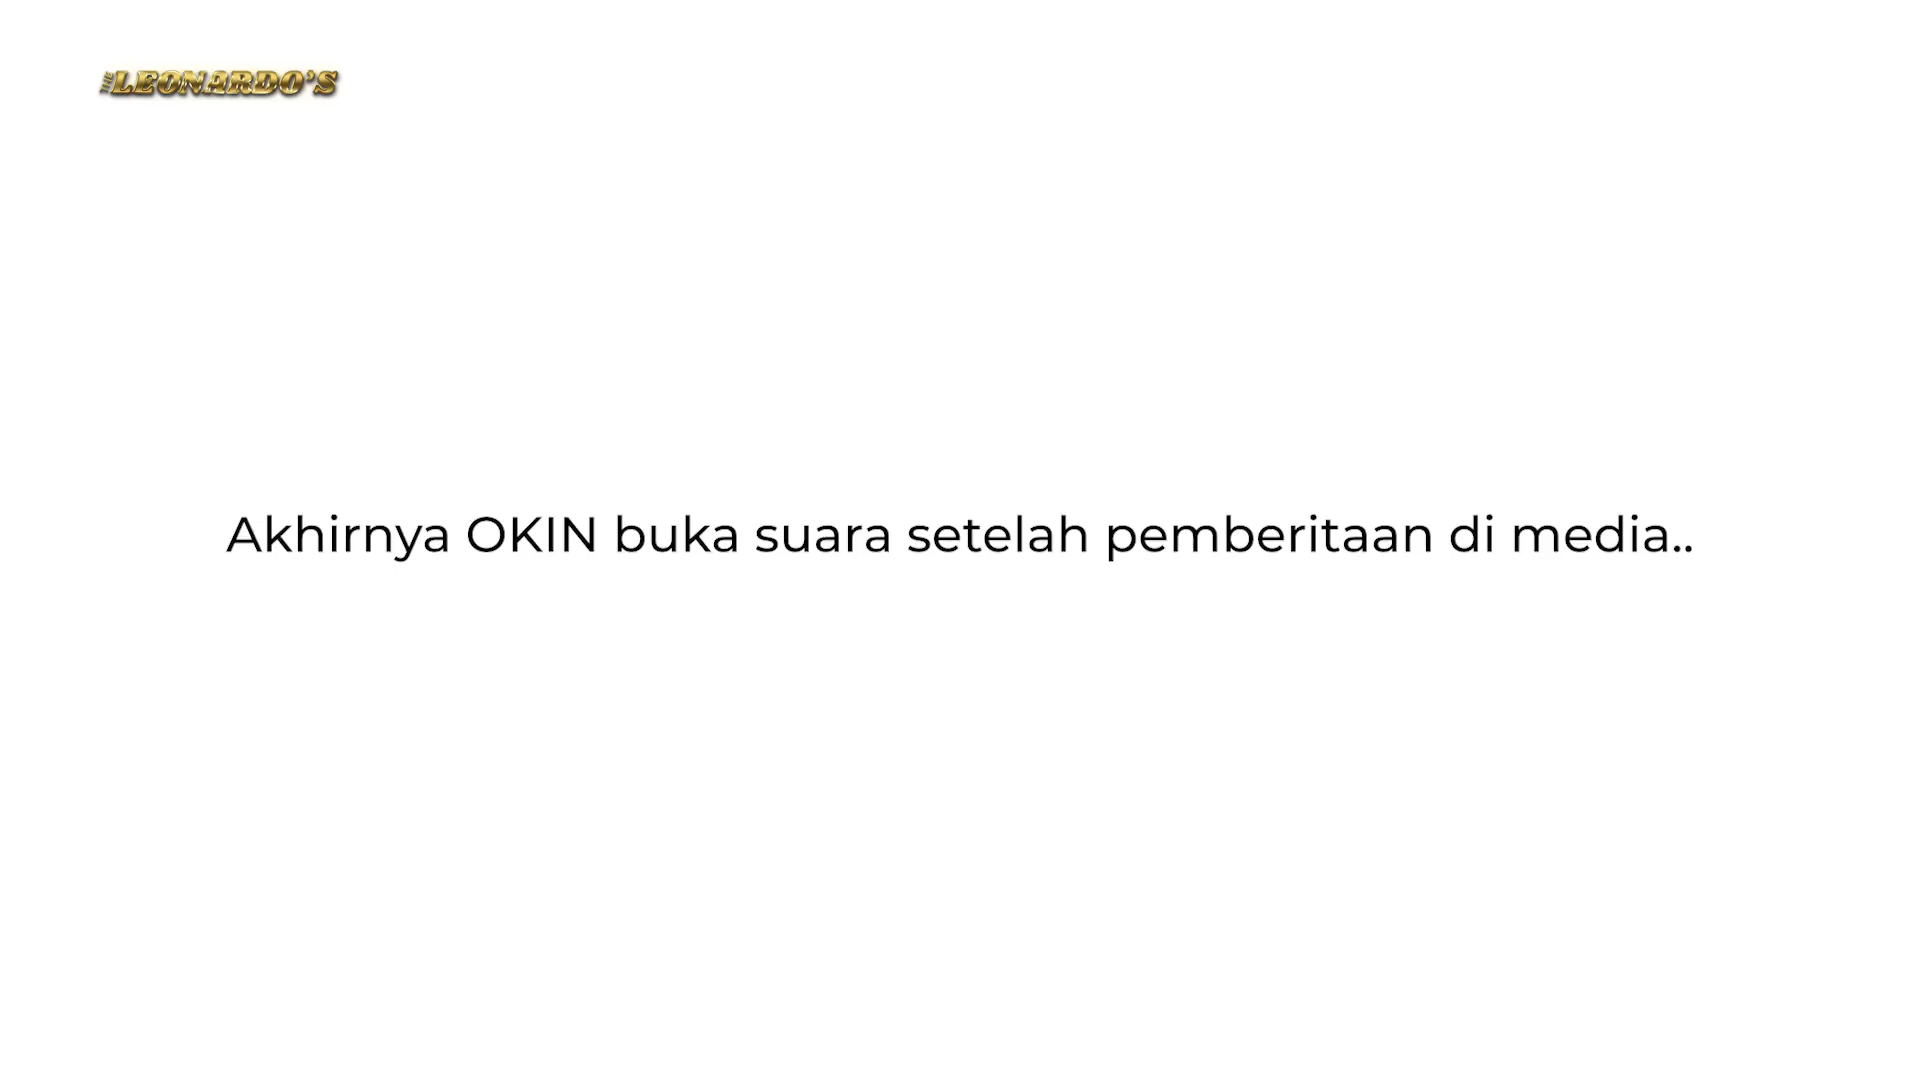 THE LEONARDO'S
Akhirnya OKIN buka suara setelah pemberitaan di media..